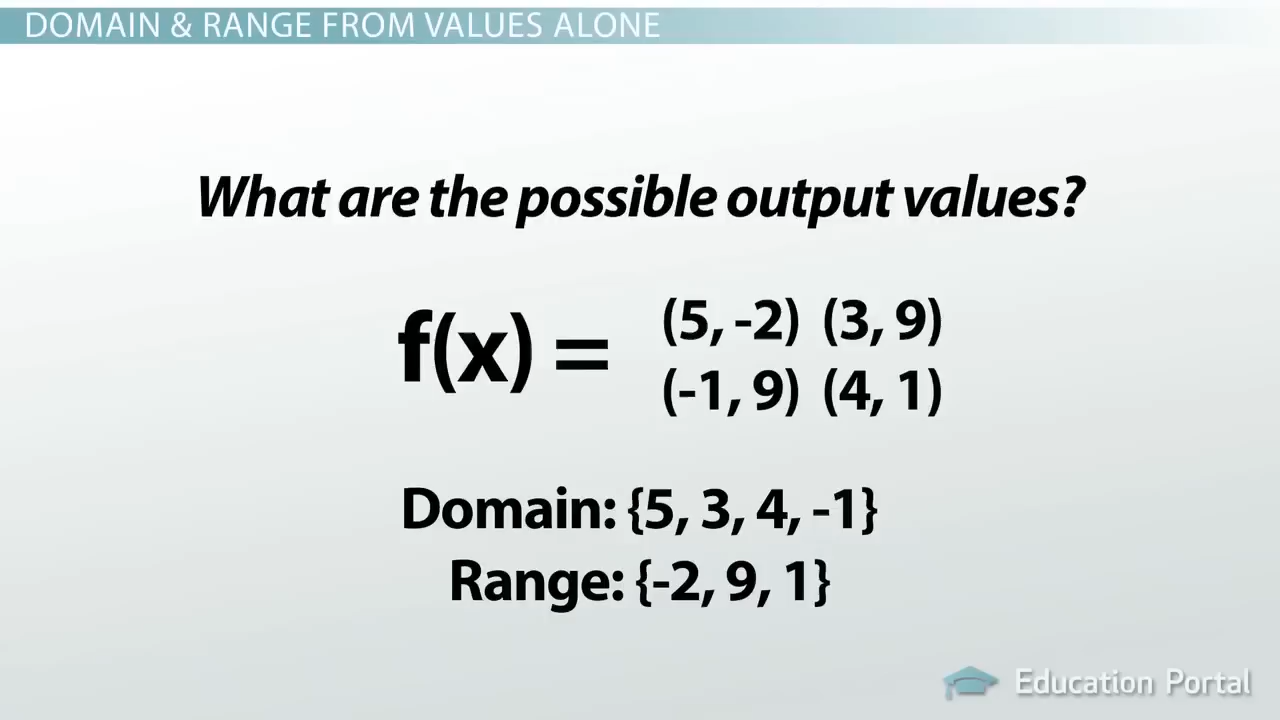 DOMAIN & RANGE FROM VALUES ALONE
What are the possible output values?
f(x) =
(5, -2) (3, 9)
(-1, 9) (4, 1)
Domain: {5, 3, 4, -1}
Range: {-2, 9, 1}
Education Portal